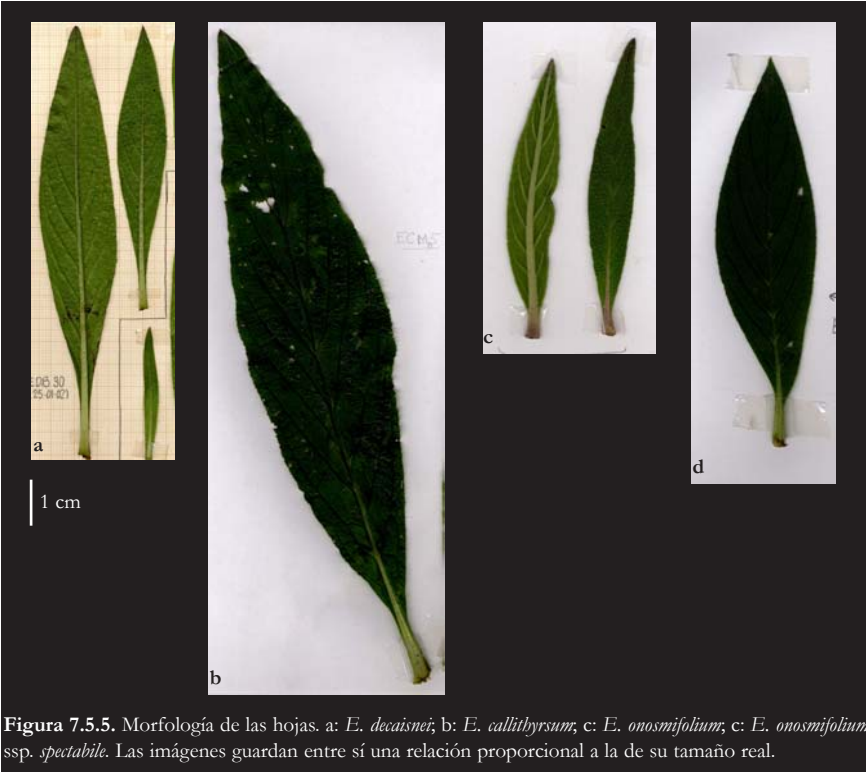 ECM5
c
EDB.30
a
d
1 cm
b
Figura 7.5.5. Morfología de las hojas. a: E. decaisnei; b: E. callithyrsum; c: E. onosmifolium; c: E. onosmifolium
ssp. spectabile. Las imágenes guardan entre sí una relación proporcional a la de su tamaño real.